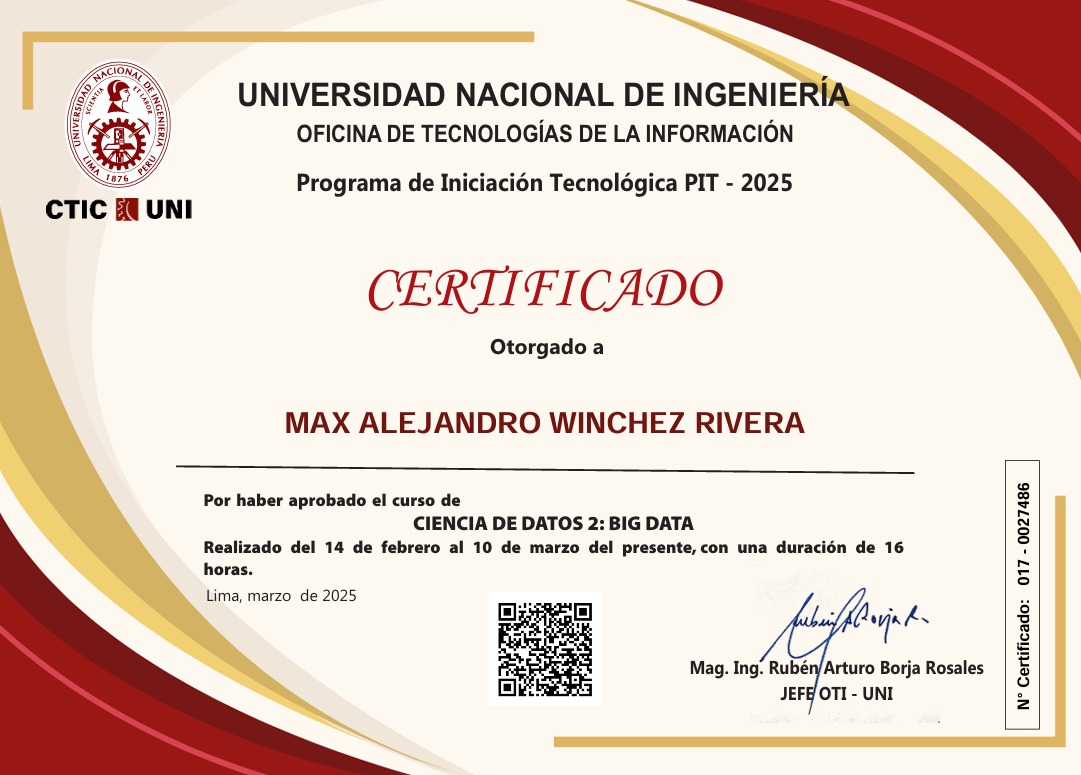 UNIVERSIDAD NACIONAL DE INGENIERÍA
SCIENTIA ET LABOR
LIMA 1876 PERU
CTIC UNI
UNIVERSIDAD NACIONAL DE INGENIERÍA
OFICINA DE TECNOLOGÍAS DE LA INFORMACIÓN
Programa de Iniciación Tecnológica PIT - 2025
CERTIFICADO
Otorgado a
MAX ALEJANDRO WINCHEZ RIVERA
Por haber aprobado el curso de
CIENCIA DE DATOS 2: BIG DATA
Realizado del 14 de febrero al 10 de marzo del presente, con una duración de 16
horas.
Lima, marzo de 2025
Mag. Ing. Rubén Arturo Borja Rosales
JEFE OTI - UNI
N° Certificado: 017 - 0027486